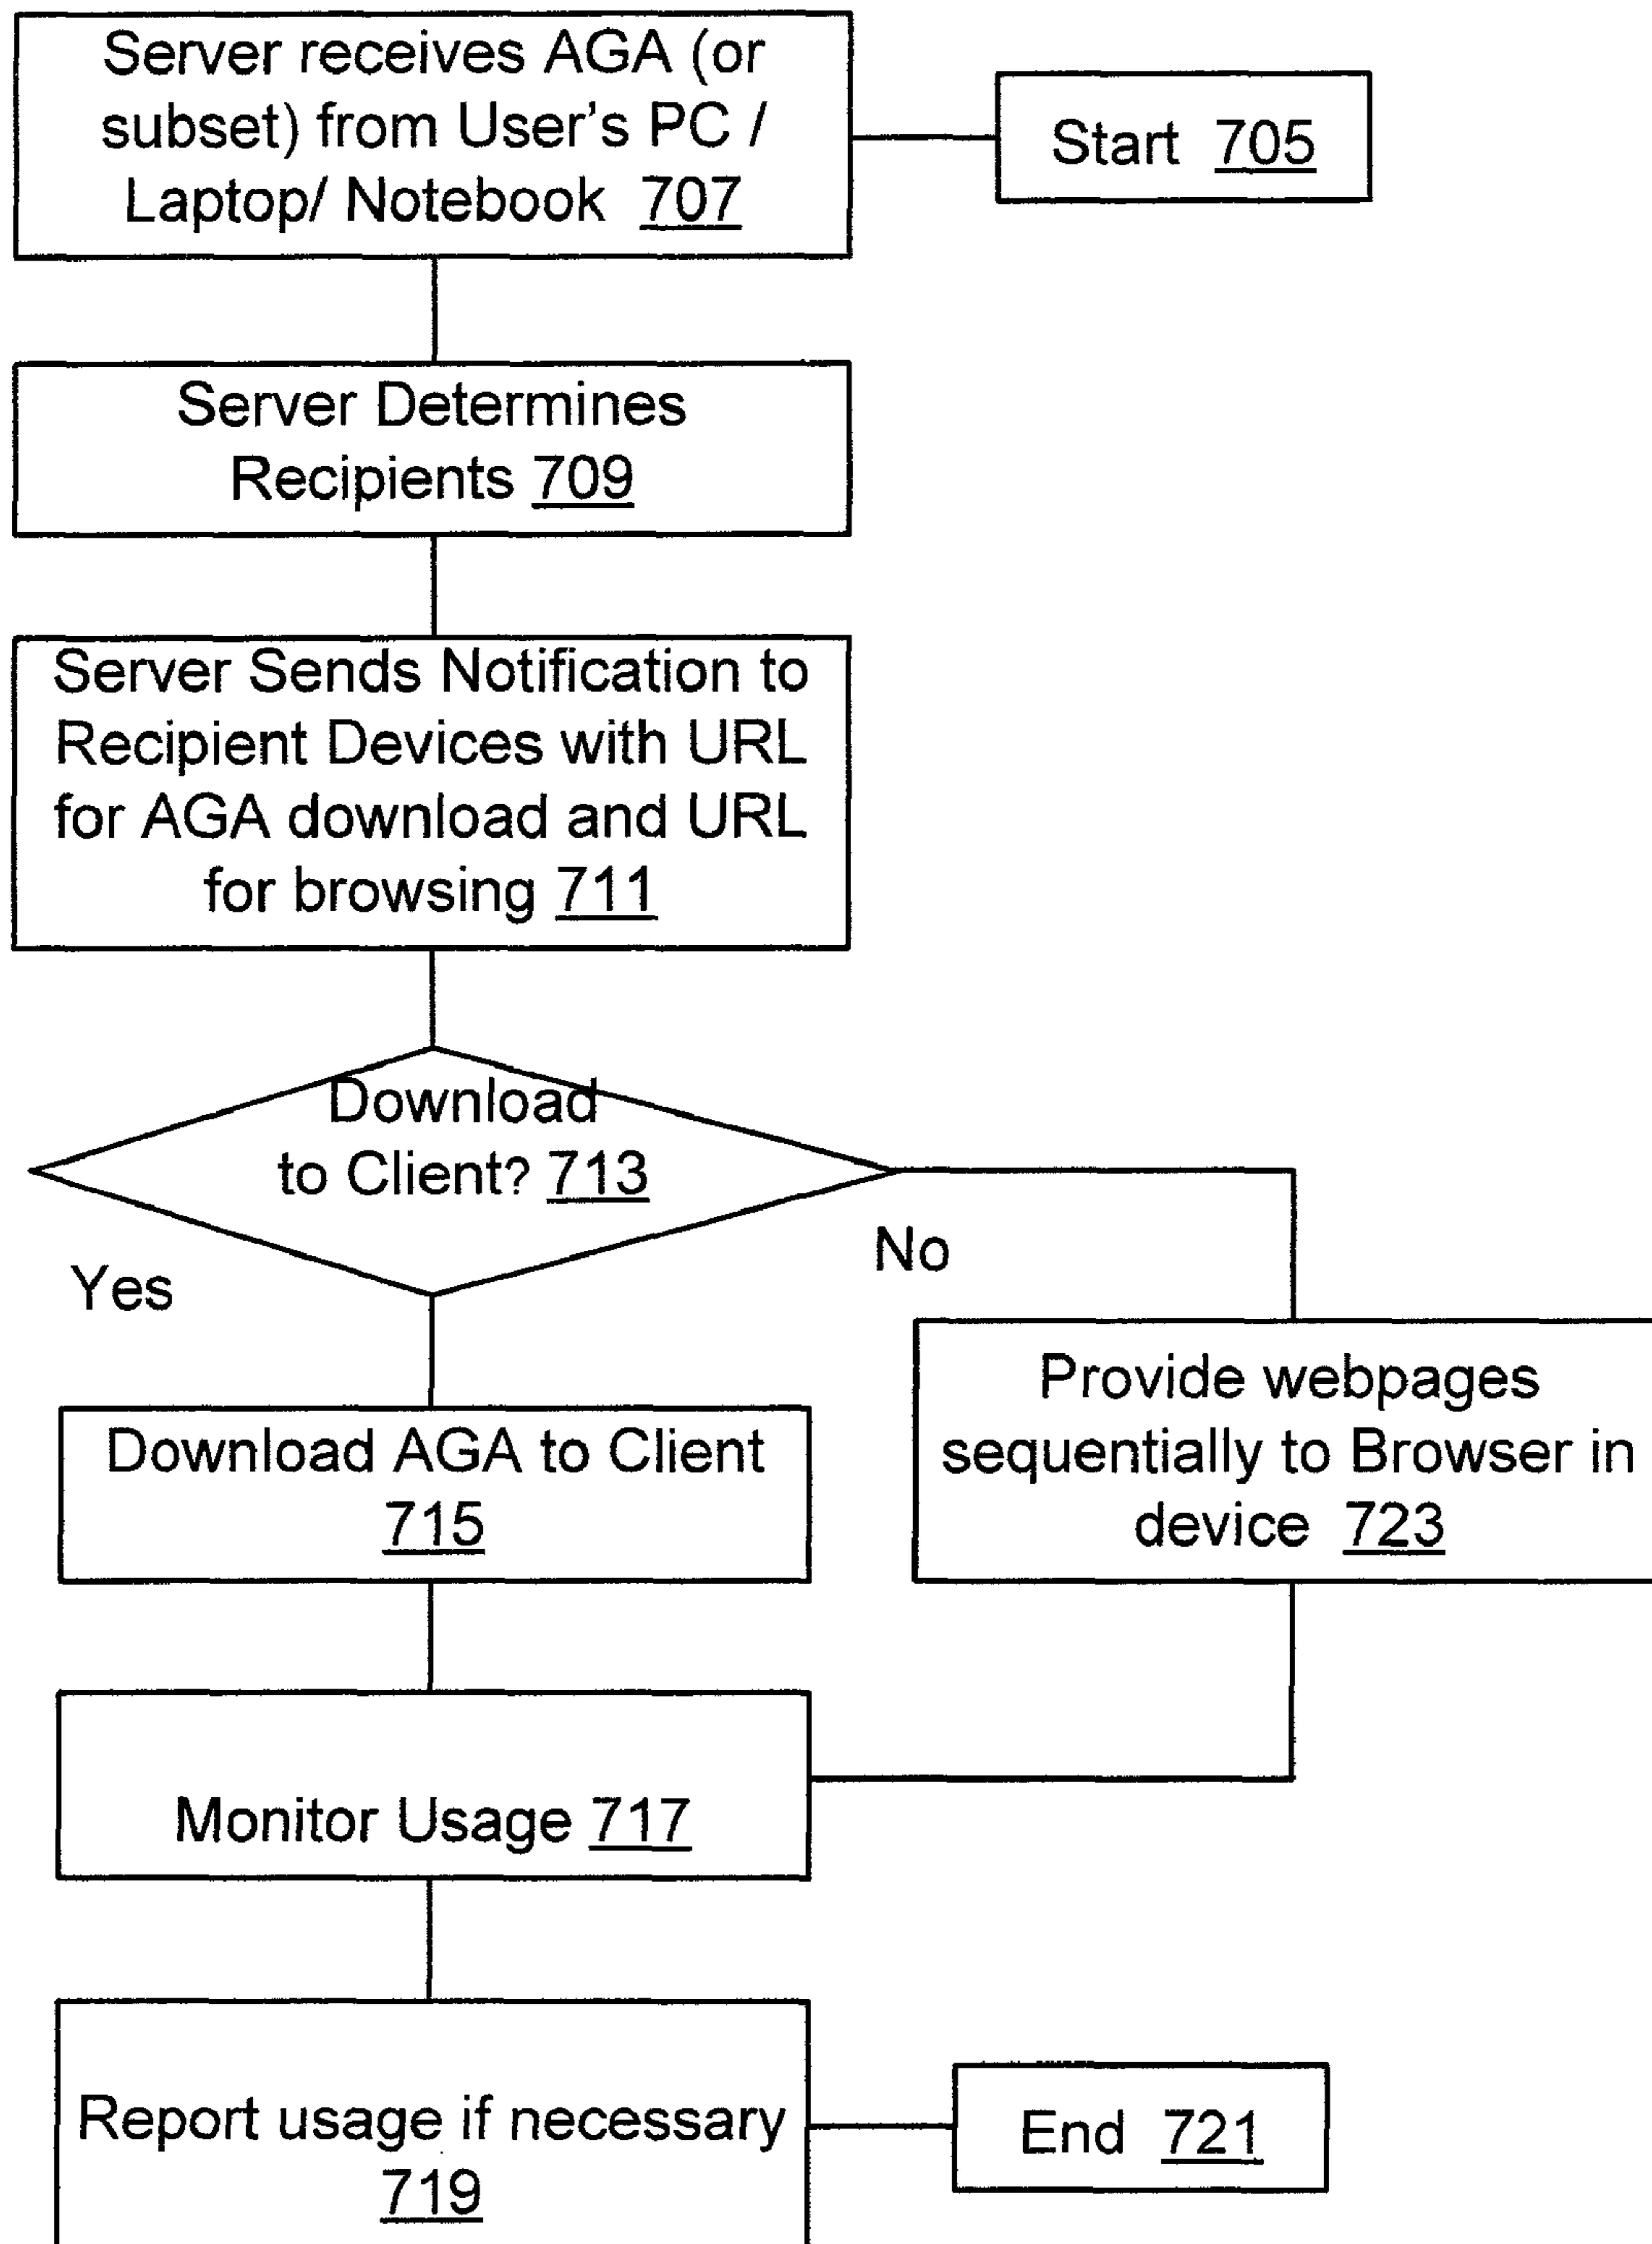 Server receives AGA (or
subset) from User's PC /
Laptop/ Notebook 707
Start 705
Server Determines
Recipients 709
Server Sends Notification to
Recipient Devices with URL
for AGA download and URL
for browsing 711
Download
to Client? 713
Yes
No
Download AGA to Client
715
Provide webpages
sequentially to Browser in
device 723
Monitor Usage 717
Report usage if necessary
719
End 721